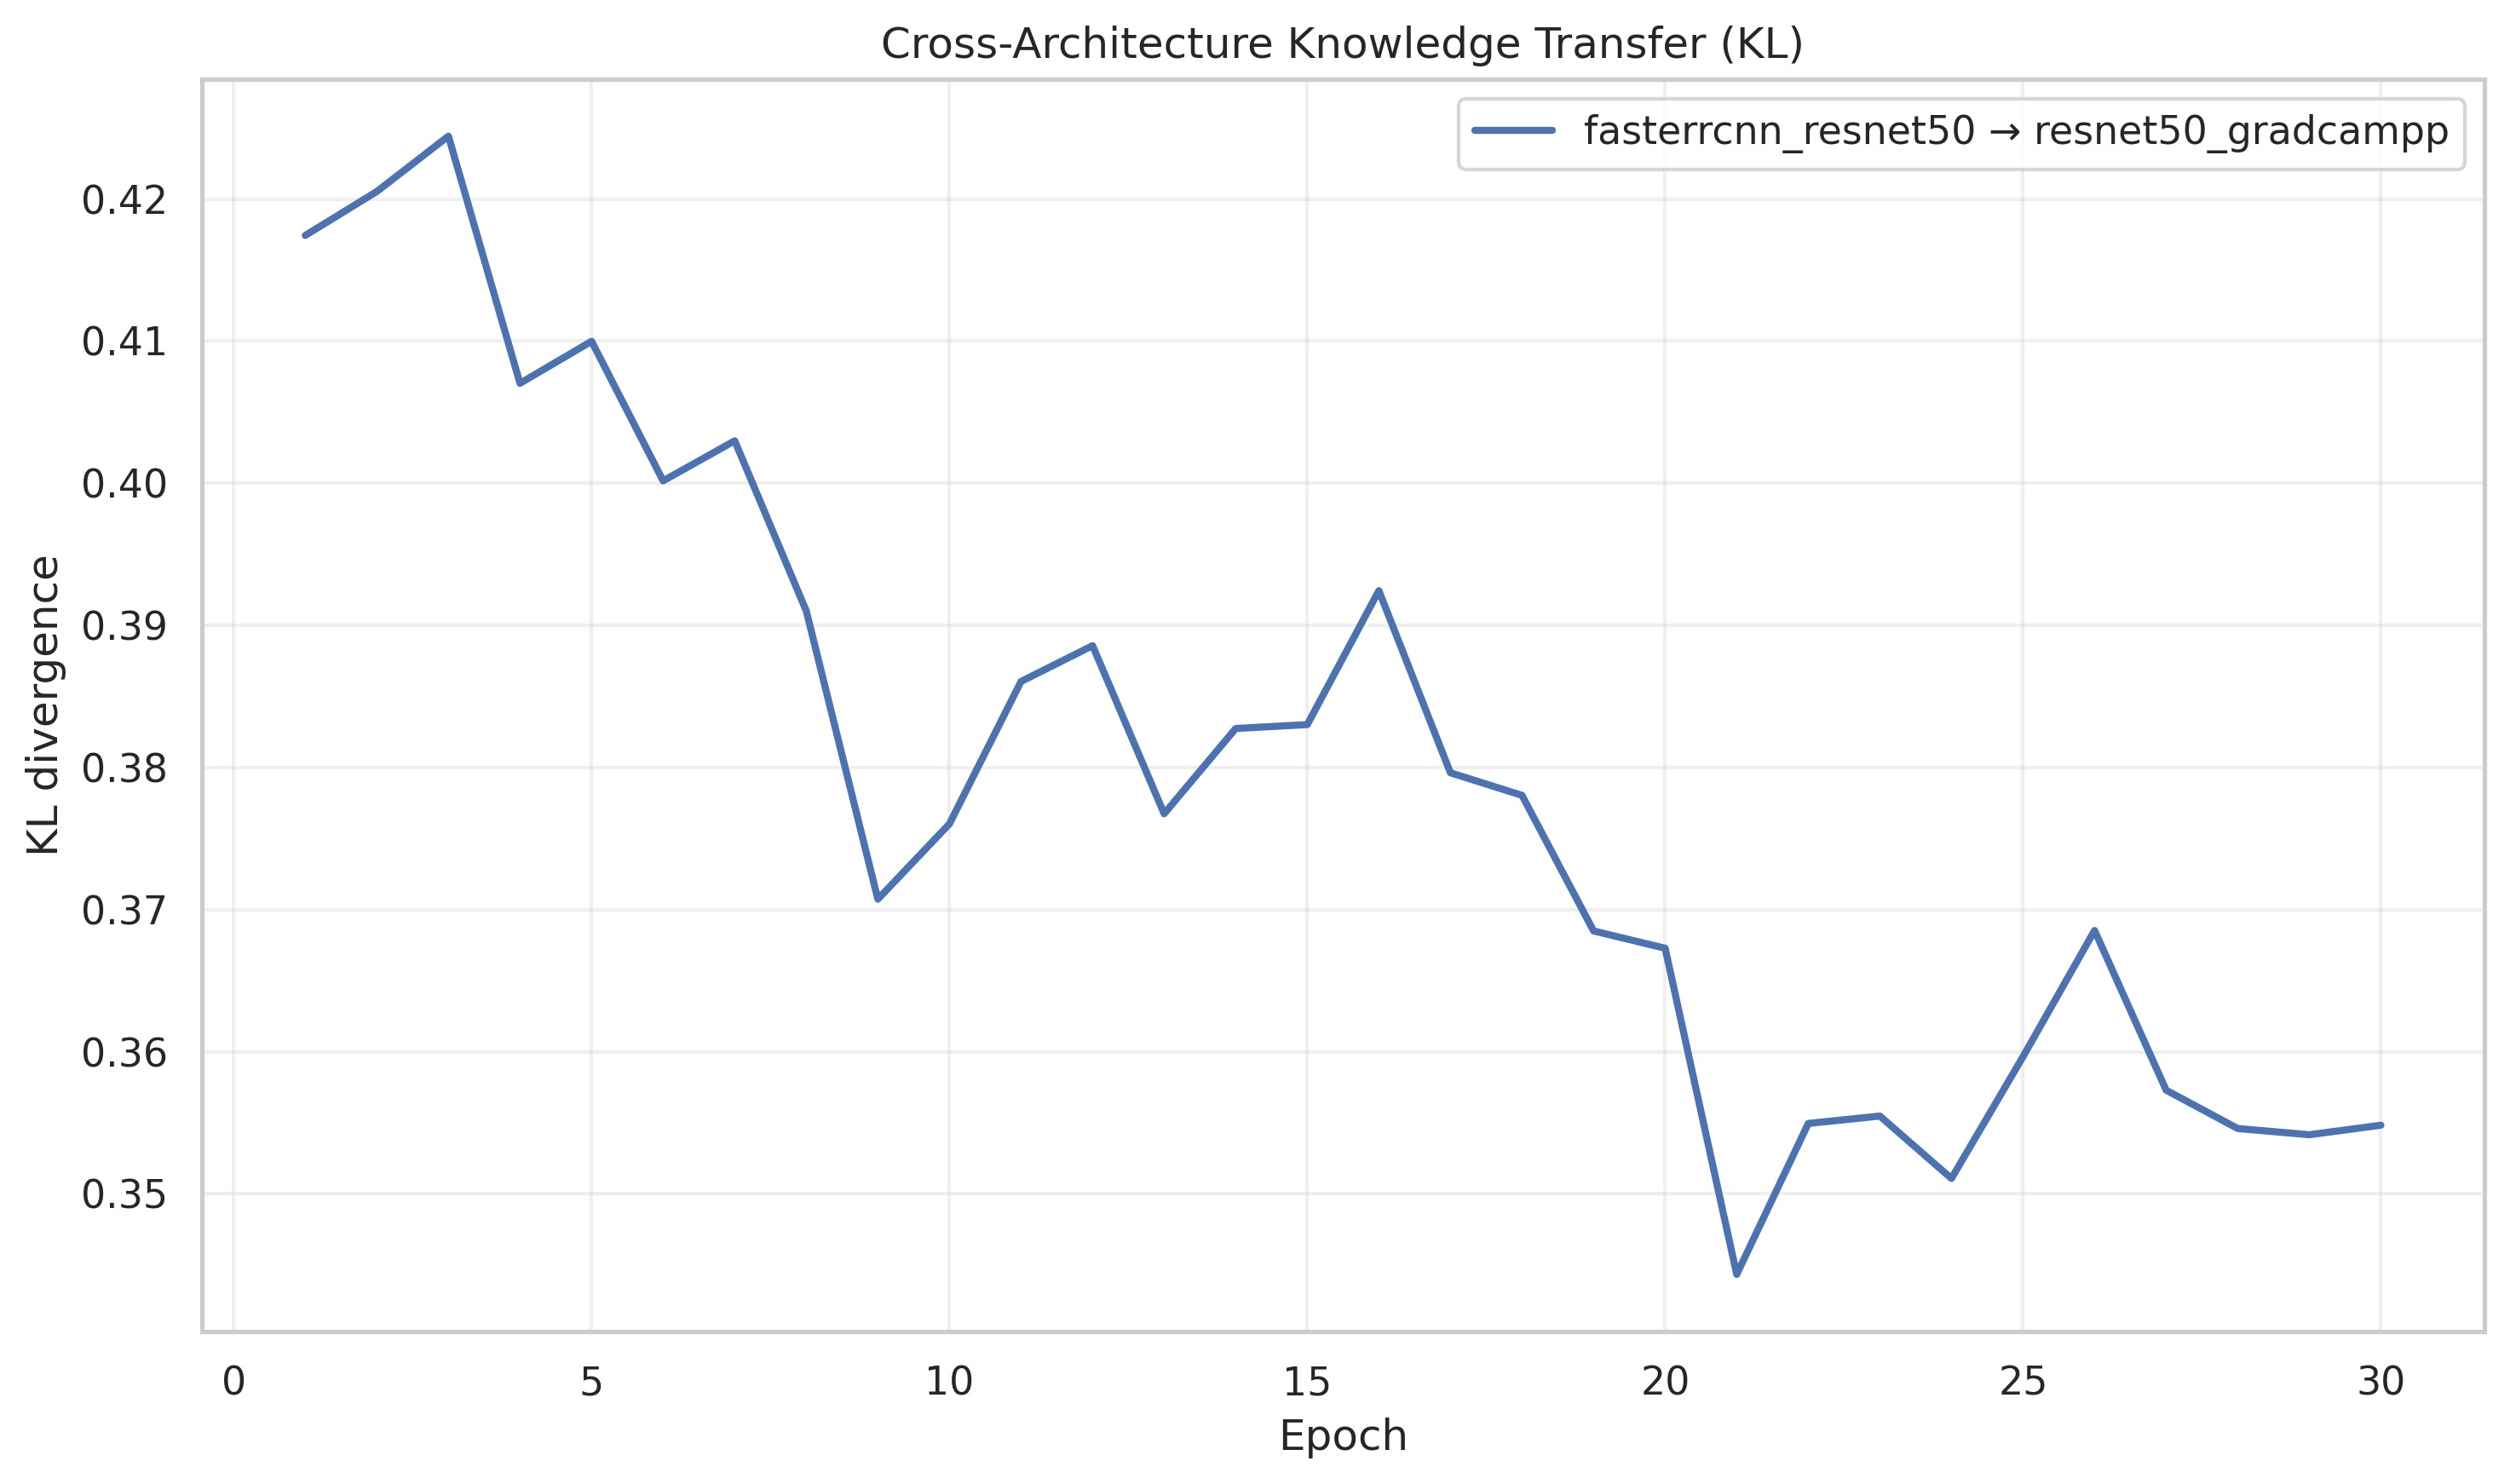 Cross-Architecture Knowledge Transfer (KL)
fasterrcnn_resnet50 → resnet50_gradcampp
KL divergence
0.42
0.41
0.40
0.39
0.38
0.37
0.36
0.35
0 5 10 15 20 25 30
Epoch